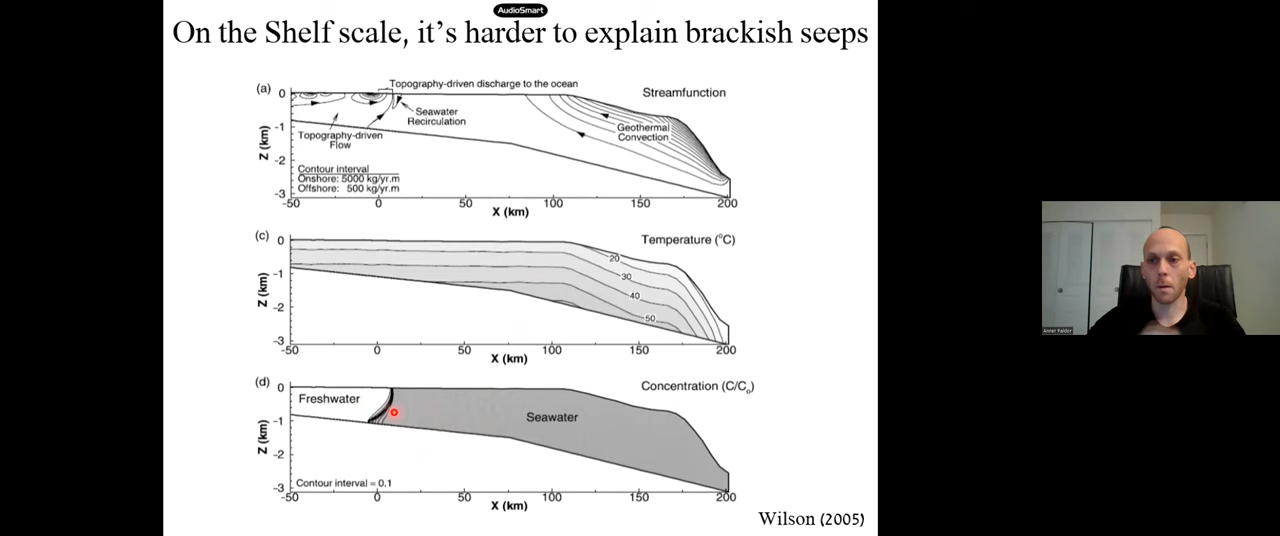 AudioSmart
On the Shelf scale, it's harder to explain brackish seeps
(a)
Topography-driven discharge to the ocean
Streamfunction
Seawater
Recirculation
Topography-driven
Flow
Geothermal
Convection
Contour interval
Onshore: 5000 kg/yr.m
Offshore: 500 kg/yr.m
Z (km)
0
-1
-2
-3
-50
0
50
100
150
200
X (km)
(c)
Temperature (°C)
20
30
40
50
Z (km)
0
-1
-2
-3
-50
0
50
100
150
200
X (km)
(d)
Concentration (C/C₀)
Freshwater
Seawater
Contour interval = 0.1
Z (km)
0
-1
-2
-3
-50
0
50
100
150
200
X (km)
Wilson (2005)